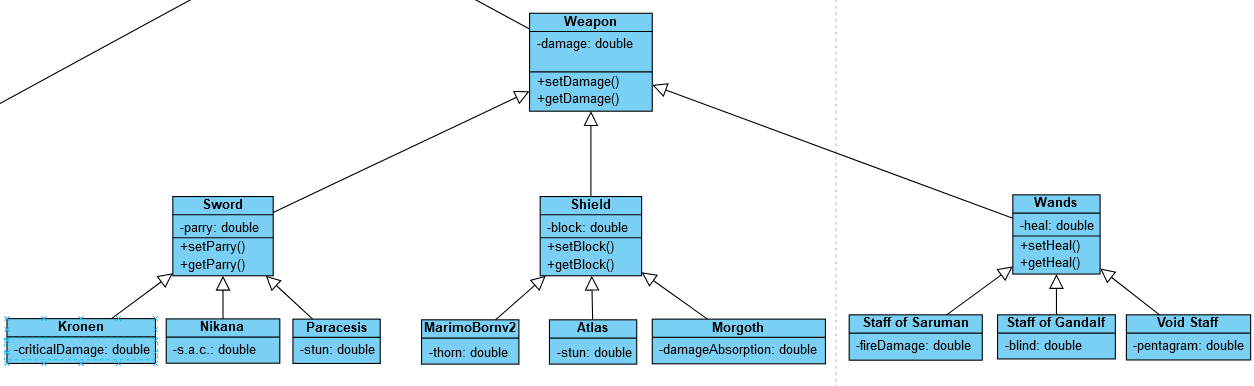 Weapon
-damage: double
+setDamage()
+getDamage()
Sword
-parry: double
+setParry()
+getParry()
Shield
-block: double
+setBlock()
+getBlock()
Wands
-heal: double
+setHeal()
+getHeal()
Kronen
-criticalDamage: double
Nikana
-s.a.c.: double
Paracesis
-stun: double
MarimoBornv2
-thorn: double
Atlas
-stun: double
Morgoth
-damageAbsorption: double
Staff of Saruman
-fireDamage: double
Staff of Gandalf
-blind: double
Void Staff
-pentagram: double